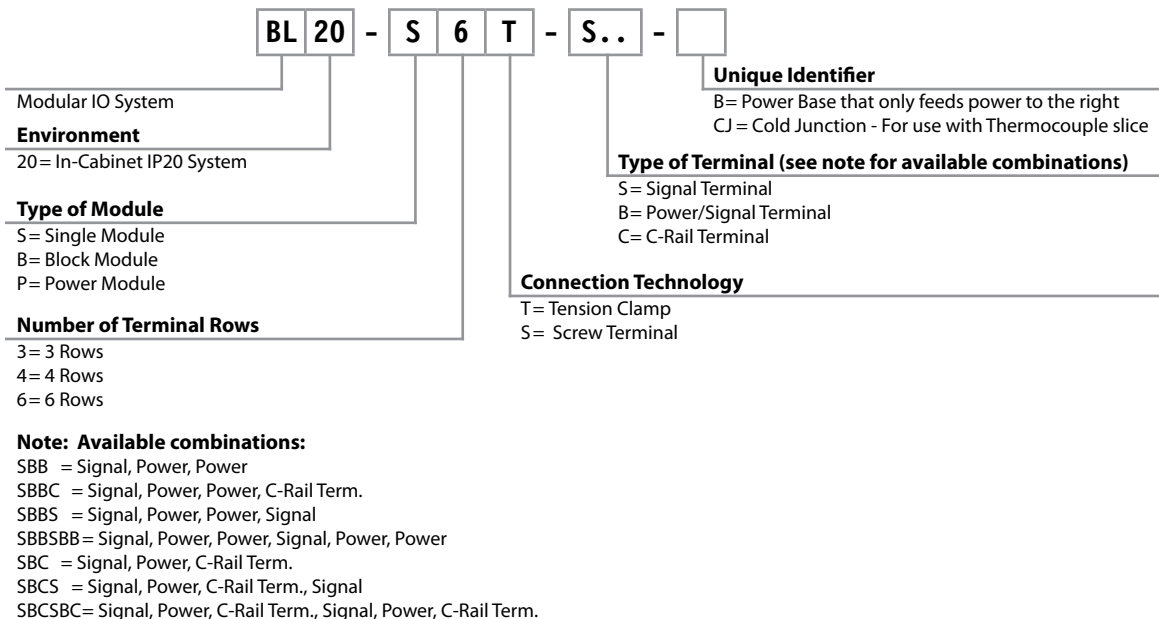 BL 20 - S 6 T - S.. -
Unique Identifier
B= Power Base that only feeds power to the right
CJ = Cold Junction - For use with Thermocouple slice
Modular IO System
Environment
20= In-Cabinet IP20 System
Type of Terminal (see note for available combinations)
S= Signal Terminal
B= Power/Signal Terminal
C= C-Rail Terminal
Type of Module
S= Single Module
B= Block Module
P= Power Module
Connection Technology
T= Tension Clamp
S= Screw Terminal
Number of Terminal Rows
3= 3 Rows
4= 4 Rows
6= 6 Rows
Note: Available combinations:
SBB = Signal, Power, Power
SBBC = Signal, Power, Power, C-Rail Term.
SBBS = Signal, Power, Power, Signal
SBBSBB= Signal, Power, Power, Signal, Power, Power
SBC = Signal, Power, C-Rail Term.
SBCS = Signal, Power, C-Rail Term., Signal
SBCSBC= Signal, Power, C-Rail Term., Signal, Power, C-Rail Term.